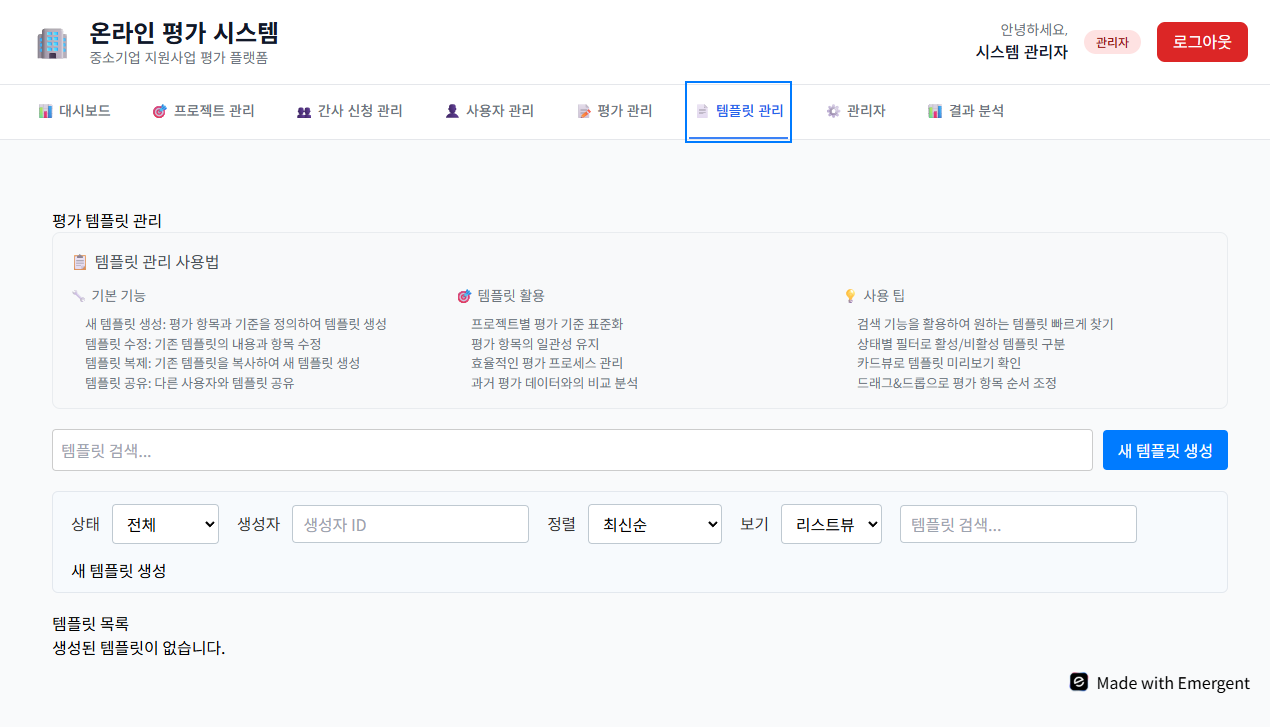 온라인 평가 시스템
중소기업 지원사업 평가 플랫폼
안녕하세요,
시스템 관리자
관리자
로그아웃
대시보드 프로젝트 관리 간사 신청 관리 사용자 관리 평가 관리 템플릿 관리 관리자 결과 분석
평가 템플릿 관리
템플릿 관리 사용법
기본 기능
새 템플릿 생성: 평가 항목과 기준을 정의하여 템플릿 생성
템플릿 수정: 기존 템플릿의 내용과 항목 수정
템플릿 복제: 기존 템플릿을 복사하여 새 템플릿 생성
템플릿 공유: 다른 사용자와 템플릿 공유
템플릿 활용
프로젝트별 평가 기준 표준화
평가 항목의 일관성 유지
효율적인 평가 프로세스 관리
과거 평가 데이터와의 비교 분석
사용 팁
검색 기능을 활용하여 원하는 템플릿 빠르게 찾기
상태별 필터로 활성/비활성 템플릿 구분
카드뷰로 템플릿 미리보기 확인
드래그&드롭으로 평가 항목 순서 조정
템플릿 검색...
새 템플릿 생성
상태 전체 생성자 생성자 ID 정렬 최신순 보기 리스트뷰 템플릿 검색...
새 템플릿 생성
템플릿 목록
생성된 템플릿이 없습니다.
Made with Emergent